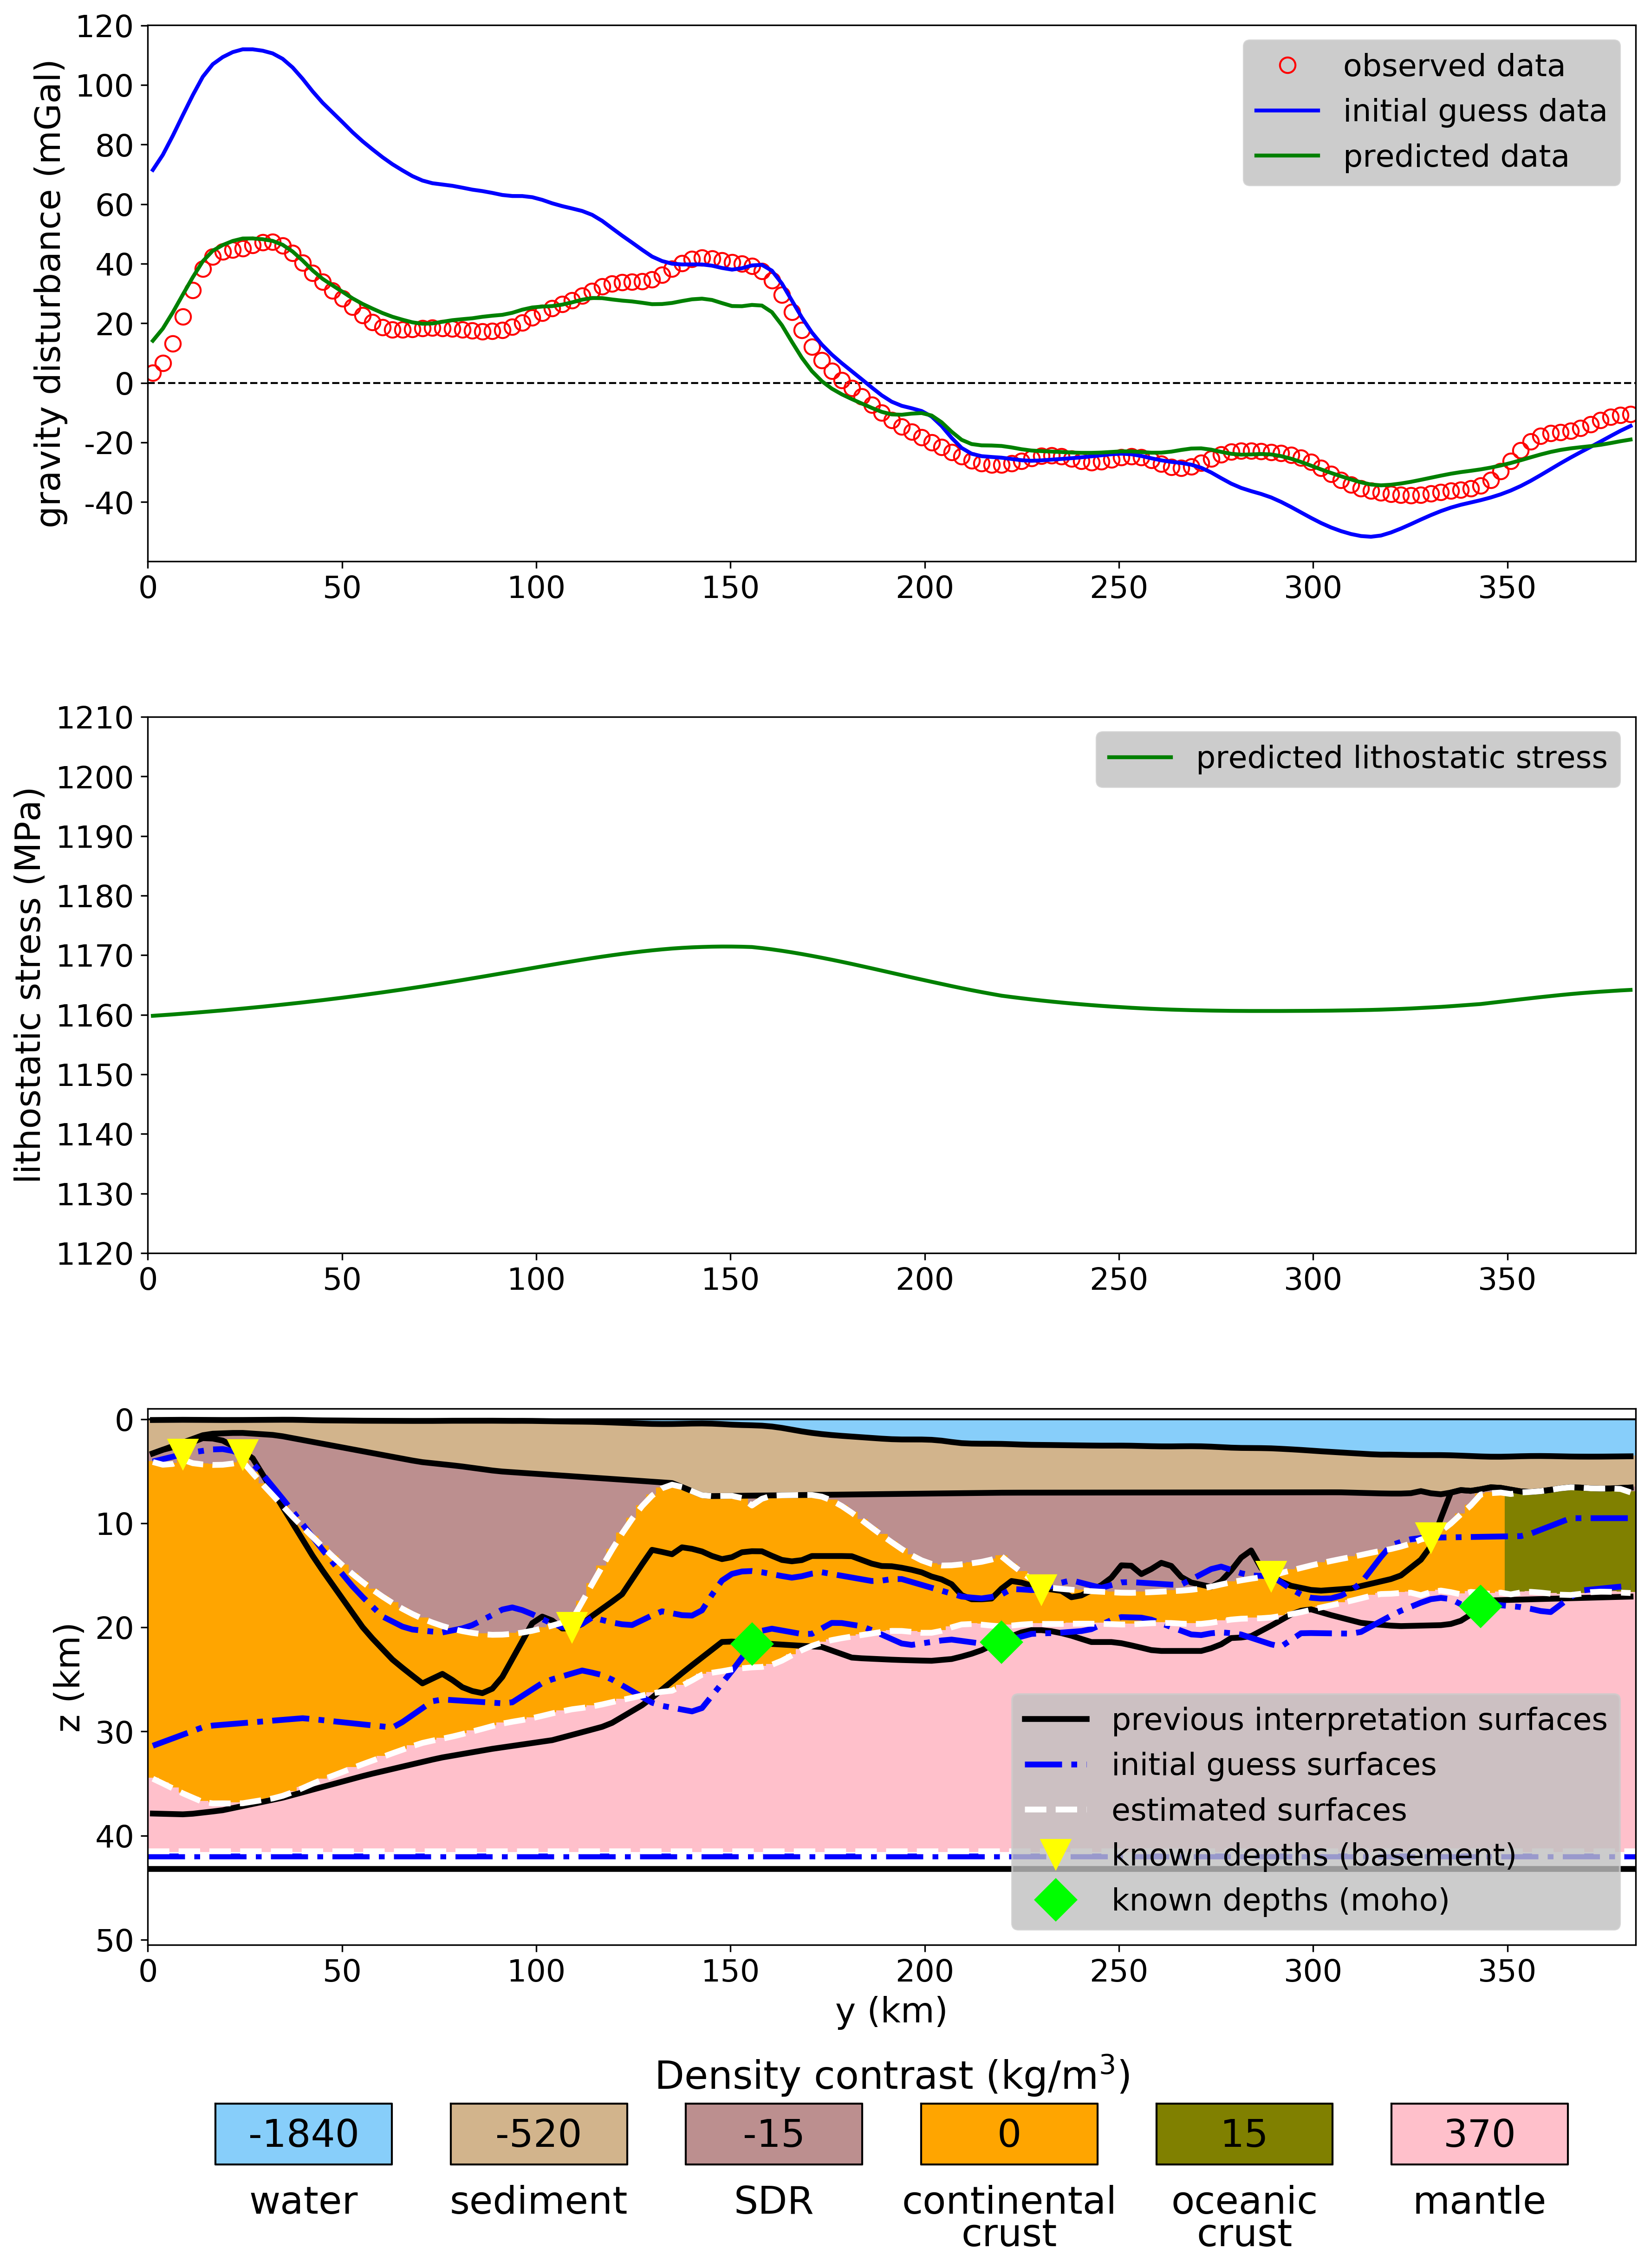 120
100
80
60
40
20
0
-20
-40
gravity disturbance (mGal)
observed data
initial guess data
predicted data
0 50 100 150 200 250 300 350
1210
1200
1190
1180
1170
1160
1150
1140
1130
1120
lithostatic stress (MPa)
predicted lithostatic stress
0 50 100 150 200 250 300 350
0
10
20
30
40
50
z (km)
previous interpretation surfaces
initial guess surfaces
estimated surfaces
known depths (basement)
known depths (moho)
0 50 100 150 200 250 300 350
y (km)
Density contrast (kg/m³)
-1840 -520 -15 0 15 370
water sediment SDR continental oceanic mantle
crust crust